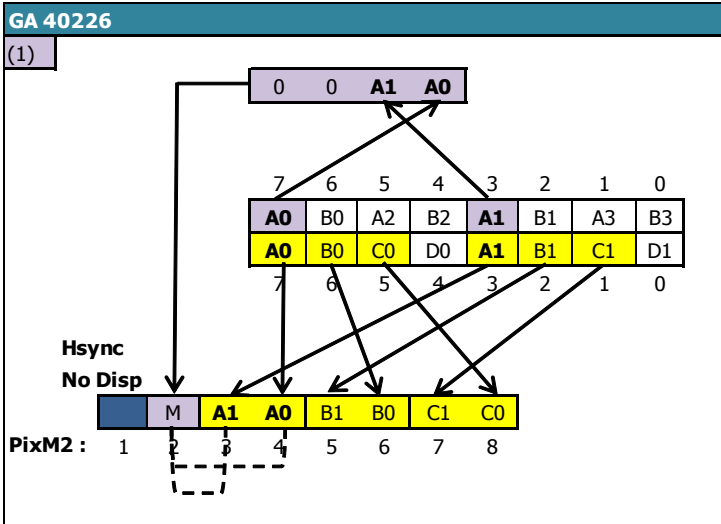 GA 40226
(1)
0 0 A1 A0
7 6 5 4 3 2 1 0
A0 B0 A2 B2 A1 B1 A3 B3
A0 B0 C0 D0 A1 B1 C1 D1
7 6 5 4 3 2 1 0
Hsync
No Disp
M A1 A0 B1 B0 C1 C0
PixM2 : 1 2 3 4 5 6 7 8